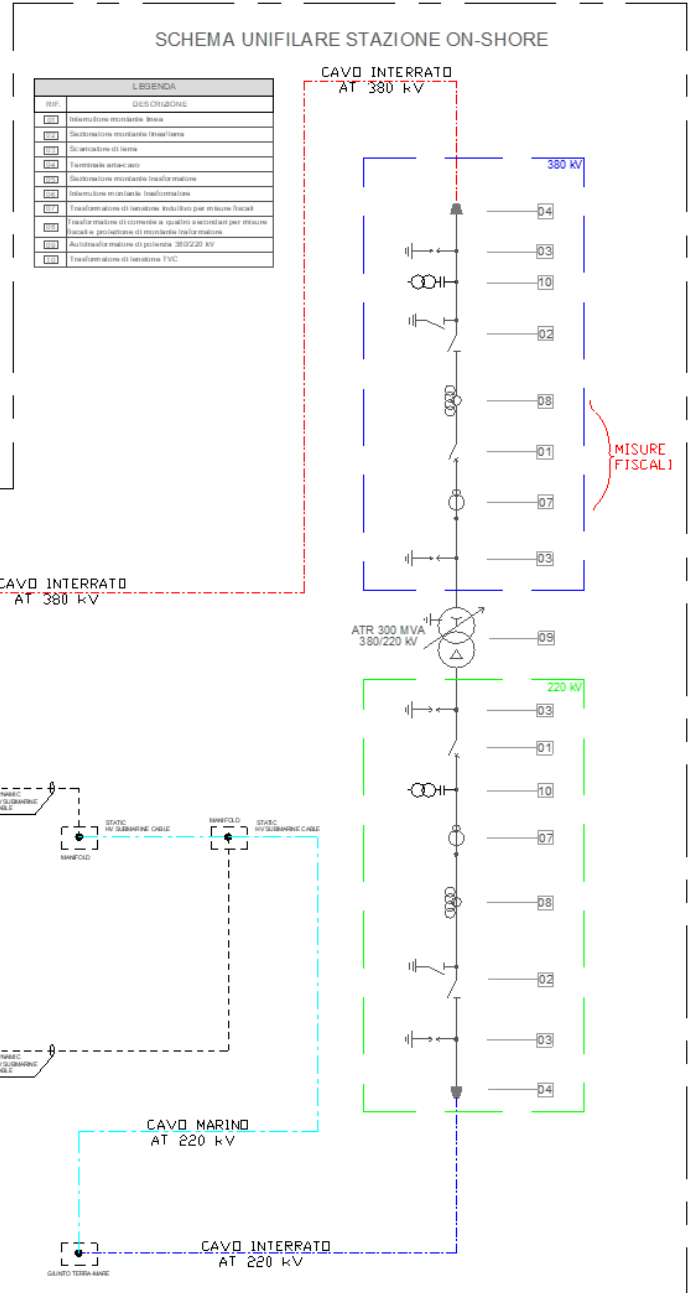 SCHEMA UNIFILARE STAZIONE ON-SHORE
LEGENDA
RIF. DESCRIZIONE
01 Interruttore montante linea
02 Sezionatore montante linea/terra
03 Scaricatore di terra
04 Terminale aria-cavo
05 Sezionatore montante trasformatore
06 Interruttore montante trasformatore
07 Trasformatore di tensione induttivo per misure fiscali
08 Trasformatore di corrente a quattro secondari per misure
fiscali e protezione di montante traformatore
09 Autotrasformatore di potenza 380/220 kV
10 Trasformatore di tensione TVC
CAVO INTERRATO
AT 380 kV
380 kV
04
03
10
02
08
01
07
03
MISURE
FISCALI
CAVO INTERRATO
AT 380 kV
ATR 300 MVA
380/220 kV
09
220 kV
03
01
10
07
08
02
03
04
STATIC
HV SUBMARINE CABLE
MANIFOLD
MANIFOLD
STATIC
HV SUBMARINE CABLE
CAVO MARINO
AT 220 kV
CAVO INTERRATO
AT 220 kV
GIUNTO TERRA-MARE